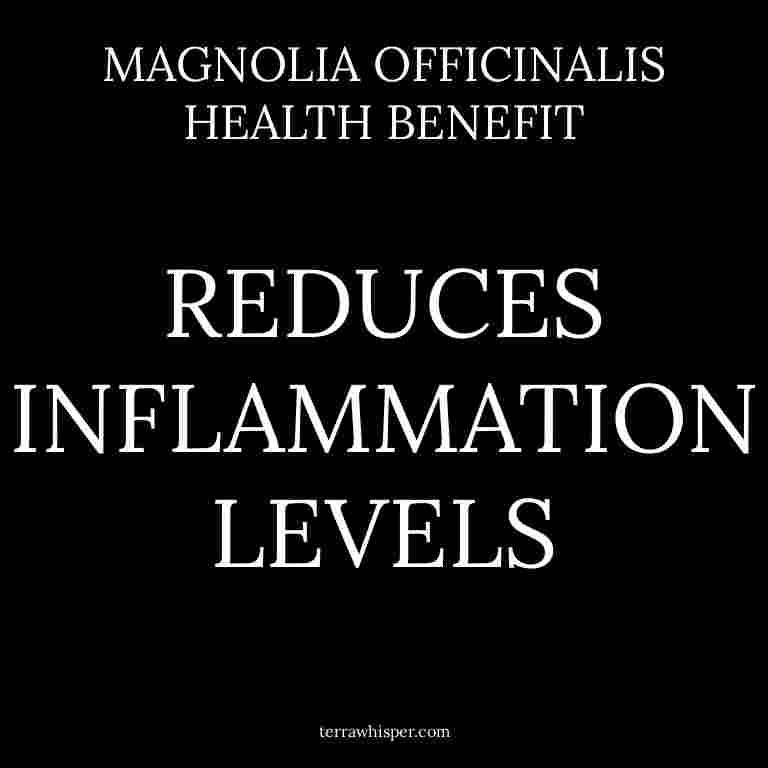 MAGNOLIA OFFICINALIS
HEALTH BENEFIT
REDUCES
INFLAMMATION
LEVELS
terrawhisper.com